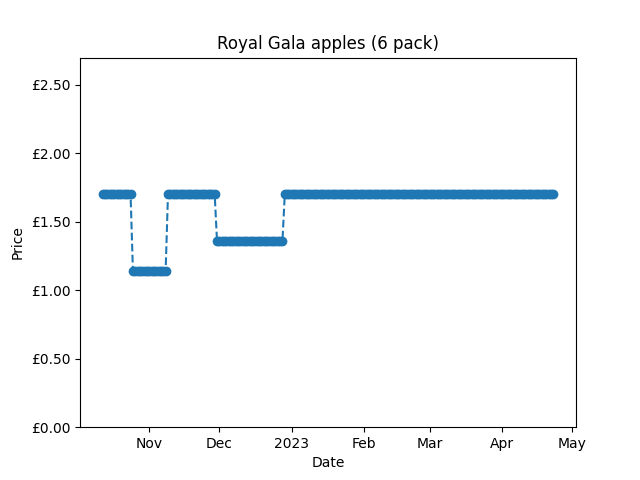 Royal Gala apples (6 pack)
£2.50
£2.00
£1.50
£1.00
£0.50
£0.00
Price
Nov Dec 2023 Feb Mar Apr May
Date